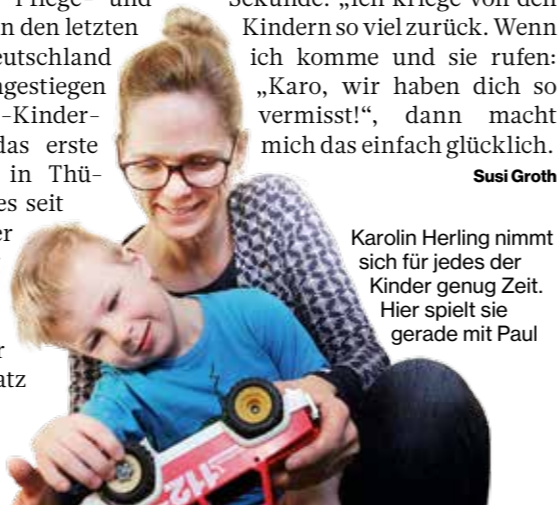 Pflege- und
n den letzten
eutschland
ngestiegen
-Kinder-
das erste
in Thü-
es seit
er
r
atz
Sekunde. „Ich kriege von den
Kindern so viel zurück. Wenn
ich komme und sie rufen:
„Karo, wir haben dich so
vermisst!“, dann macht
mich das einfach glücklich.
Susi Groth
Karolin Herling nimmt
sich für jedes der
Kinder genug Zeit.
Hier spielt sie
gerade mit Paul
112